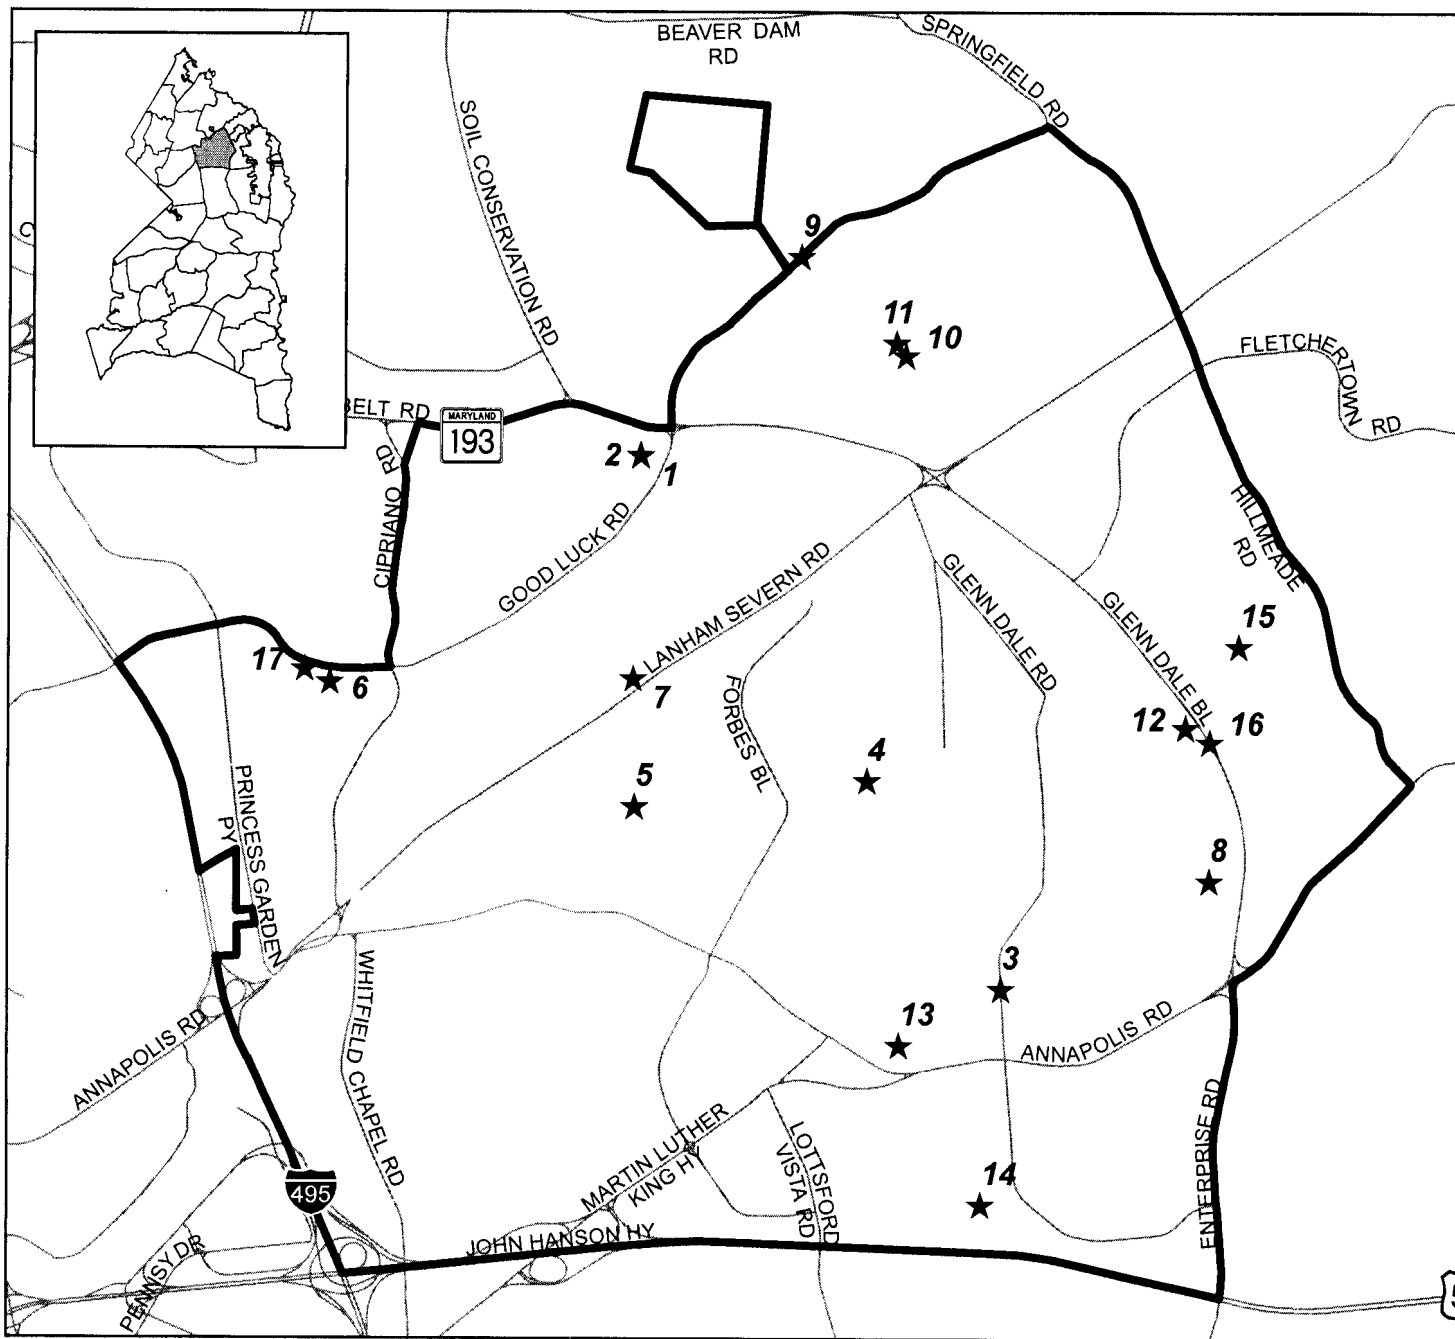 BEAVER DAM
RD
SPRINGFIELD RD
SOIL CONSERVATION RD
9
11
10
FLETCHERTOWN
RD
BELT RD
MARYLAND
193
2
1
CIPRIANO RD
GOOD LUCK RD
HILLMEADE
RD
LANHAM SEVERN RD
GLENN DALE RD
GLENN DALE BL
15
17
6
7
FORBES BL
12
16
4
5
PRINCESS GARDEN
PY
8
3
13
ANNAPOLIS RD
ANNAPOLIS RD
WHITFIELD CHAPEL RD
MARTIN LUTHER
KING HY
LOTTSFORD
VISTA RD
ENTERPRISE RD
14
495
JOHN HANSON HY
PENNSY DR